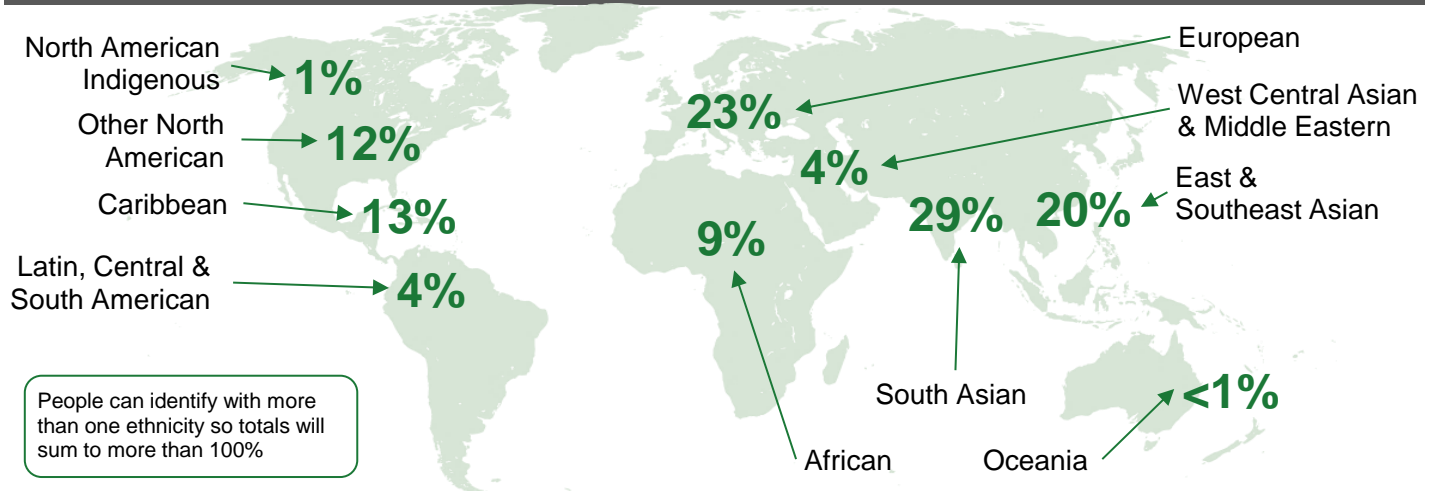 North American
Indigenous
1%
Other North
American
12%
Caribbean
13%
Latin, Central &
South American
4%
European
23%
West Central Asian
& Middle Eastern
4%
East &
Southeast Asian
20%
29%
South Asian
9%
African
<1%
Oceania
People can identify with more
than one ethnicity so totals will
sum to more than 100%